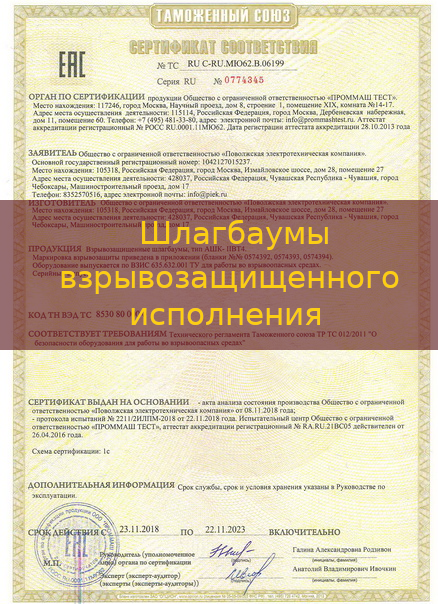 ТАМОЖЕННЫЙ СОЮЗ
СЕРТИФИКАТ СООТВЕТСТВИЯ
ЕАС
№ ТС RU C-RU.МЮ62.В.06199
Серия RU № 0774345
ОРГАН ПО СЕРТИФИКАЦИИ продукции Общество с ограниченной ответственностью "ПРОММАШ ТЕСТ".
Место нахождения: 117246, город Москва, Научный проезд, дом 8, строение 1, помещение XIX, комната №14-17.
Адрес места осуществления деятельности: 115114, Российская Федерация, город Москва, Дербеневская набережная,
дом 11, помещение 60. Телефон: +7 (495) 481-33-80, адрес электронной почты: info@prommashtest.ru. Аттестат
аккредитации регистрационный № РОСС RU.0001.11МЮ62. Дата регистрации аттестата аккредитации 28.10.2013 года
ЗАЯВИТЕЛЬ Общество с ограниченной ответственностью «Поволжская электротехническая компания».
Основной государственный регистрационный номер: 1042127015237.
Место нахождения: 105318, Российская Федерация, город Москва, Измайловское шоссе, дом 28, помещение 27
Адрес места осуществления деятельности: 428037, Российская Федерация, Чувашская Республика - Чувашия, город
Чебоксары, Машиностроительный проезд, дом 17
Телефон: 8352570516, адрес электронной почты: info@piek.ru
ИЗГОТОВИТЕЛЬ Общество с ограниченной ответственностью «Поволжская электротехническая компания».
Место нахождения: 105318, Российская Федерация, город Москва, Измайловское шоссе, дом 28, помещение 27
Адрес места осуществления деятельности: 428037, Российская Федерация, Чувашская Республика - Чувашия, город
Чебоксары, Машиностроительный проезд, дом 17
Шлагбаумы
взрывозащищенного
исполнения
ПРОДУКЦИЯ Взрывозащищенные шлагбаумы, тип АШК- ПВТ4.
Маркировка взрывозащиты приведена в приложении (бланки №№ 0574392, 0574393, 0574394).
Оборудование выпускается по ВЗИС 635.632.001 ТУ для работы во взрывоопасных средах.
Серийный
КОД ТН ВЭД ТС 8530 80 0
СООТВЕТСТВУЕТ ТРЕБОВАНИЯМ Технического регламента Таможенного союза ТР ТС 012/2011 "О
безопасности оборудования для работы во взрывоопасных средах"
СЕРТИФИКАТ ВЫДАН НА ОСНОВАНИИ - акта анализа состояния производства Общество с ограниченной
ответственностью «Поволжская электротехническая компания» от 08.11.2018 года;
- протокола испытаний № 2211/2ИЛПМ-2018 от 22.11.2018 года. Испытательный центр Общество с ограниченной
ответственностью «ПРОММАШ ТЕСТ», аттестат аккредитации регистрационный № RA.RU.21ВС05 действителен от
26.04.2016 года.
Схема сертификации: 1с
ДОПОЛНИТЕЛЬНАЯ ИНФОРМАЦИЯ Срок службы, срок и условия хранения указаны в Руководстве по
эксплуатации.
СРОК ДЕЙСТВИЯ С 23.11.2018 ПО 22.11.2023 ВКЛЮЧИТЕЛЬНО
М.П.
Руководитель (уполномоченное
лицо) органа по сертификации
(подпись)
Галина Александровна Родзивон
(инициалы, фамилия)
Эксперт (эксперт-аудитор)
(эксперты (эксперты-аудиторы))
(подпись)
Анатолий Владимирович Ивочкин
(инициалы, фамилия)